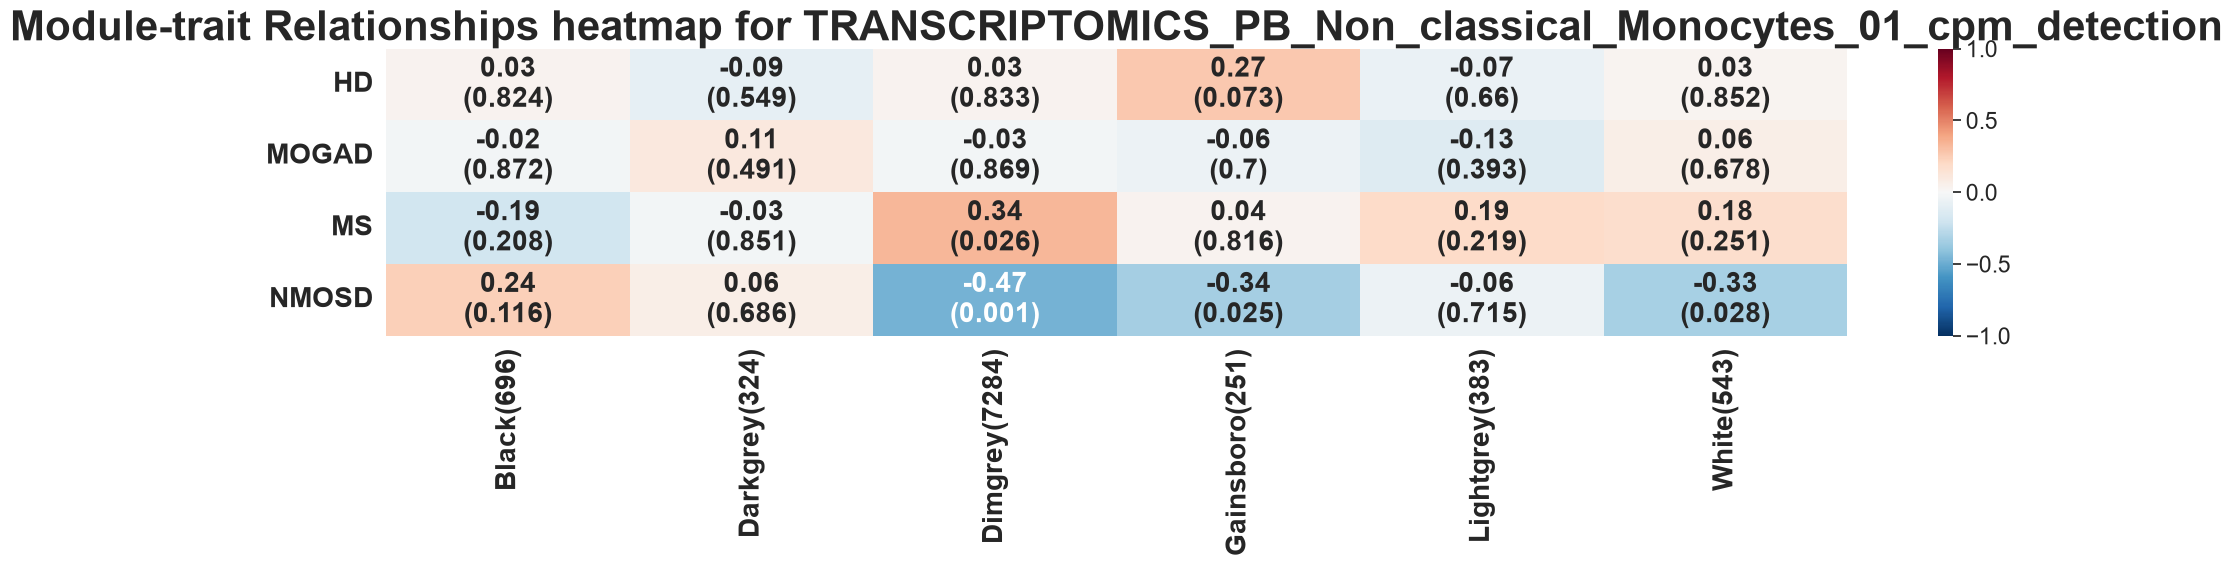 Module-trait Relationships heatmap for TRANSCRIPTOMICS_PB_Non_classical_Monocytes_01_cpm_detection
HD
0.03 -0.09 0.03 0.27 -0.07 0.03
(0.824) (0.549) (0.833) (0.073) (0.66) (0.852)
MOGAD
-0.02 0.11 -0.03 -0.06 -0.13 0.06
(0.872) (0.491) (0.869) (0.7) (0.393) (0.678)
MS
-0.19 -0.03 0.34 0.04 0.19 0.18
(0.208) (0.851) (0.026) (0.816) (0.219) (0.251)
NMOSD
0.24 0.06 -0.47 -0.34 -0.06 -0.33
(0.116) (0.686) (0.001) (0.025) (0.715) (0.028)
Black(696)
Darkgrey(324)
Dimgrey(7284)
Gainsboro(251)
Lightgrey(383)
White(543)
1.0
0.5
0.0
−0.5
−1.0